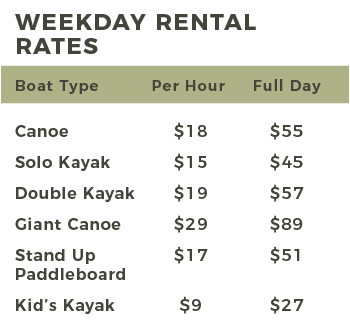 WEEKDAY RENTAL
RATES
Boat Type Per Hour Full Day
Canoe $18 $55
Solo Kayak $15 $45
Double Kayak $19 $57
Giant Canoe $29 $89
Stand Up $17 $51
Paddleboard
Kid’s Kayak $9 $27